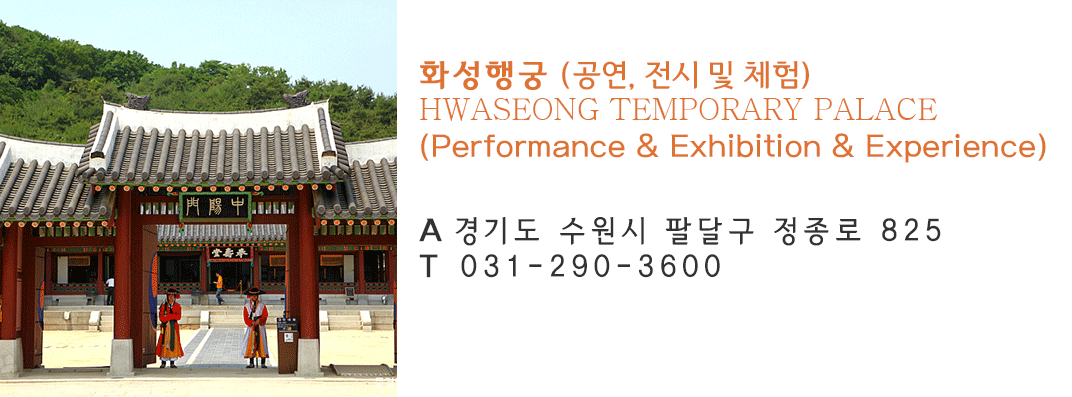 中陽門
奉壽堂
화성행궁 (공연, 전시 및 체험)
HWASEONG TEMPORARY PALACE
(Performance & Exhibition & Experience)
A 경기도 수원시 팔달구 정종로 825
T 031-290-3600